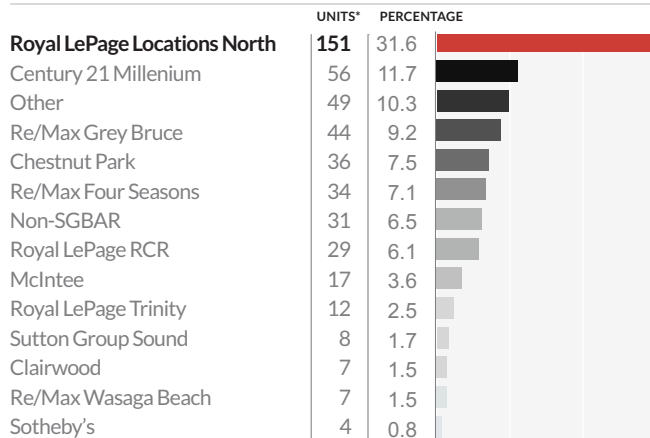 UNITS* PERCENTAGE
Royal LePage Locations North 151 31.6
Century 21 Millenium 56 11.7
Other 49 10.3
Re/Max Grey Bruce 44 9.2
Chestnut Park 36 7.5
Re/Max Four Seasons 34 7.1
Non-SGBAR 31 6.5
Royal LePage RCR 29 6.1
McIntee 17 3.6
Royal LePage Trinity 12 2.5
Sutton Group Sound 8 1.7
Clairwood 7 1.5
Re/Max Wasaga Beach 7 1.5
Sotheby's 4 0.8